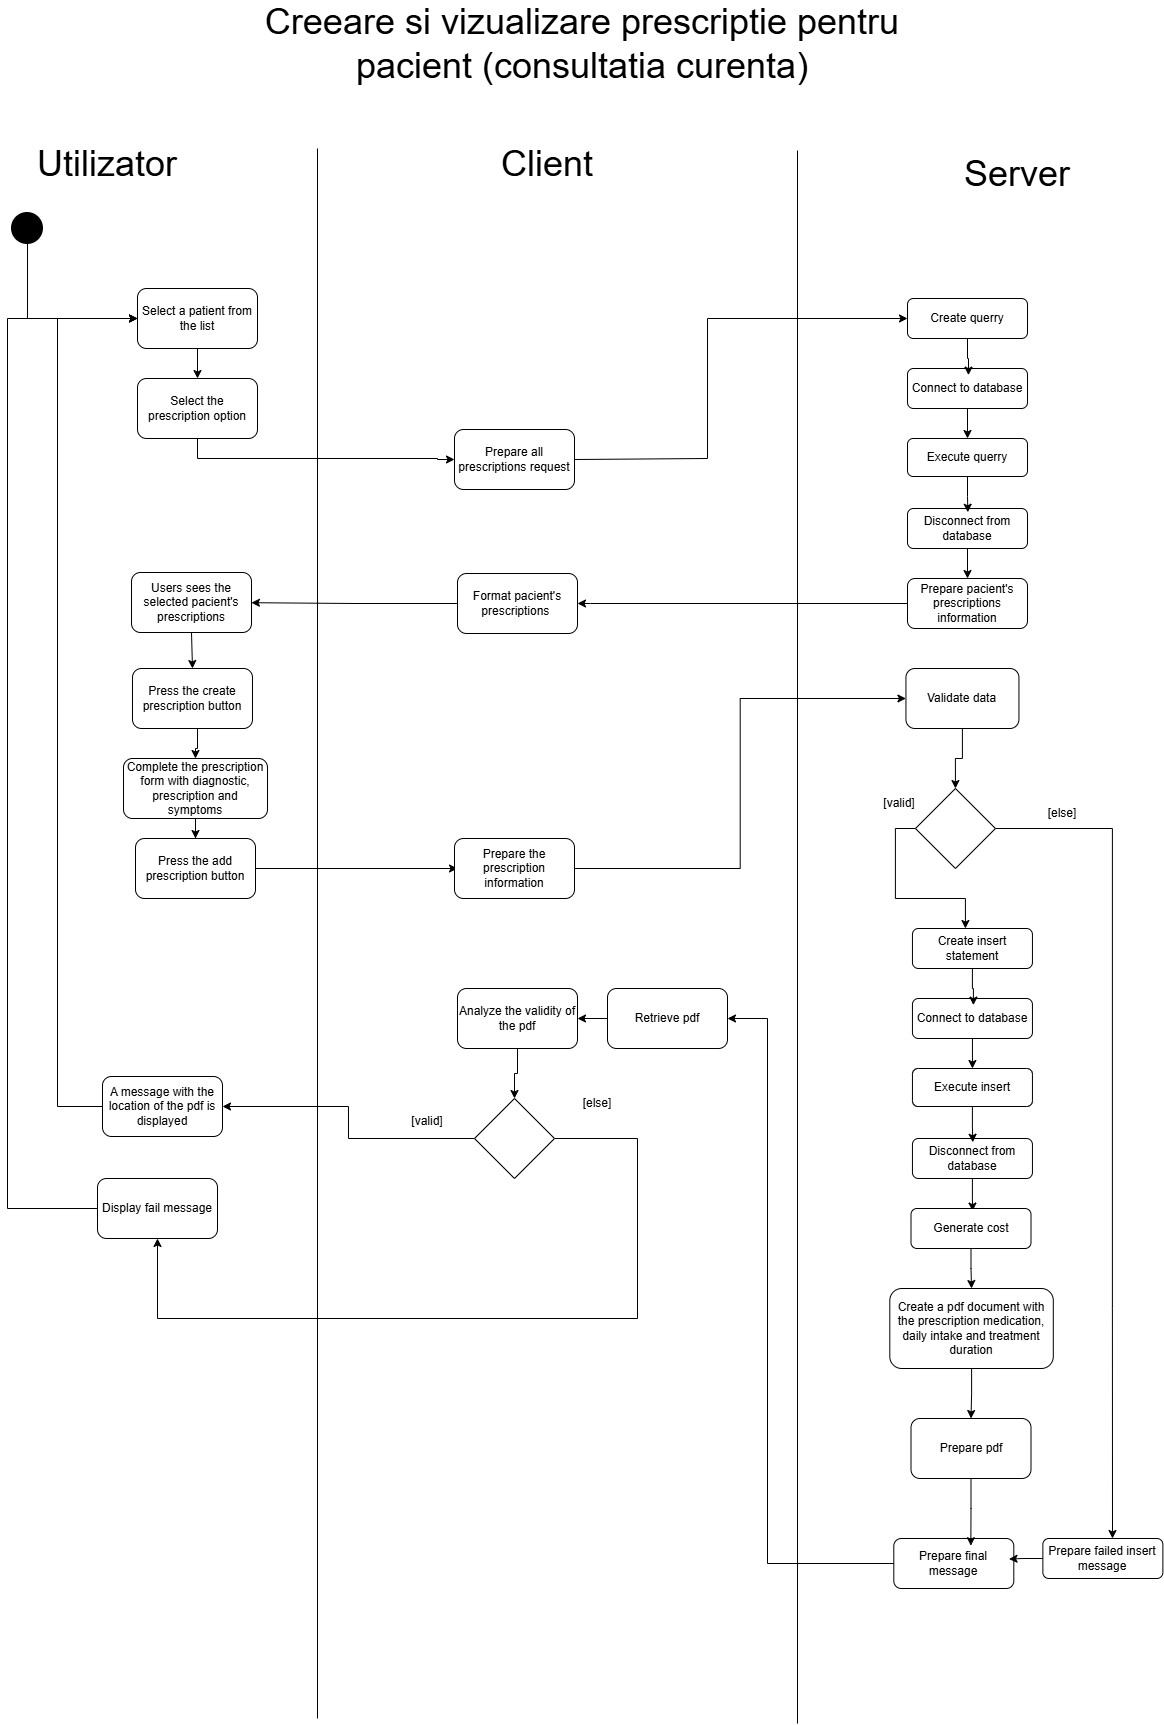 Creeare si vizualizare prescriptie pentru
pacient (consultatia curenta)
Utilizator
Client
Server
Select a patient from
the list
Select the
prescription option
Prepare all
prescriptions request
Create querry
Connect to database
Execute querry
Disconnect from
database
Prepare pacient's
prescriptions
information
Format pacient's
prescriptions
Users sees the
selected pacient's
prescriptions
Press the create
prescription button
Complete the prescription
form with diagnostic,
prescription and
symptoms
Press the add
prescription button
Prepare the
prescription
information
Validate data
[valid]
[else]
Create insert
statement
Connect to database
Execute insert
Disconnect from
database
Generate cost
Create a pdf document with
the prescription medication,
daily intake and treatment
duration
Prepare pdf
Prepare final
message
Prepare failed insert
message
Retrieve pdf
Analyze the validity of
the pdf
[valid]
[else]
A message with the
location of the pdf is
displayed
Display fail message